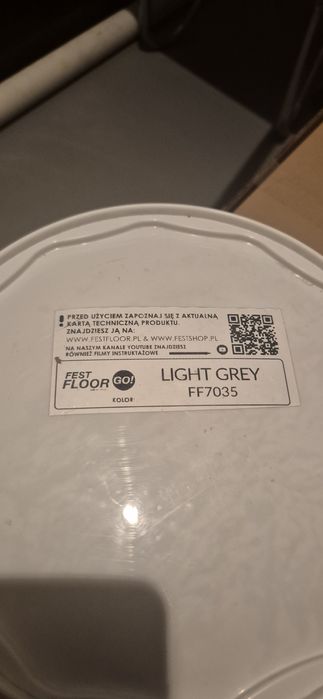 PRZED UŻYCIEM ZAPOZNAJ SIĘ Z AKTUALNĄ
KARTĄ TECHNICZNĄ PRODUKTU.
ZNAJDZIESZ JĄ NA:
WWW.FESTFLOOR.PL & WWW.FESTSHOP.PL
NA NASZYM KANALE YOUTUBE ZNAJDZIESZ
RÓWNIEŻ FILMY INSTRUKTAŻOWE
FEST
FLOOR GO!
KOLOR:
LIGHT GREY
FF7035